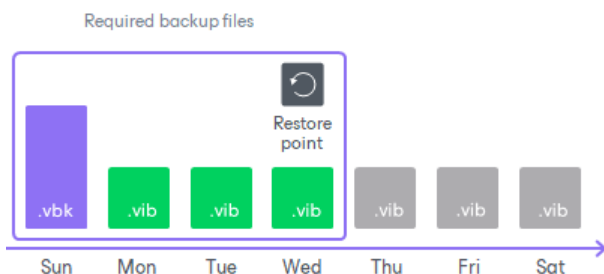 Required backup files
Restore
point
.vbk .vib .vib .vib .vib .vib .vib
Sun Mon Tue Wed Thu Fri Sat